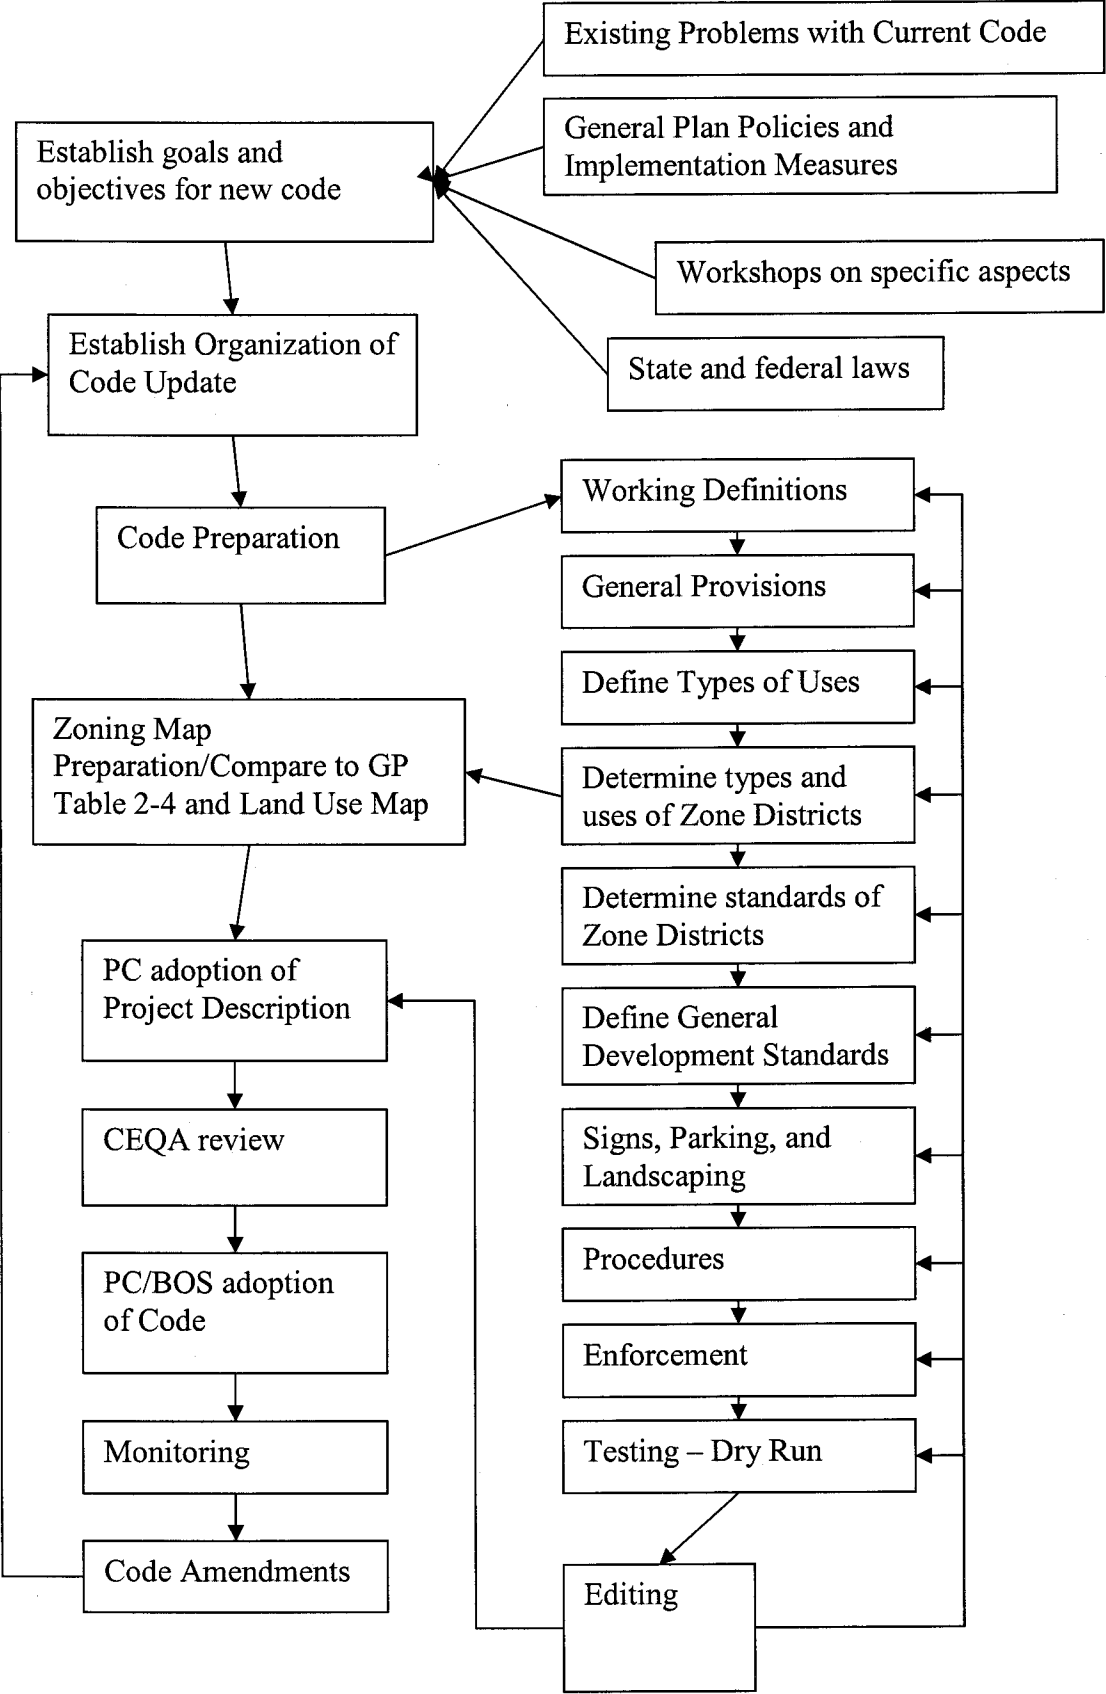 Existing Problems with Current Code
General Plan Policies and
Implementation Measures
Establish goals and
objectives for new code
Workshops on specific aspects
Establish Organization of
Code Update
State and federal laws
Code Preparation
Working Definitions
General Provisions
Define Types of Uses
Zoning Map
Preparation/Compare to GP
Table 2-4 and Land Use Map
Determine types and
uses of Zone Districts
Determine standards of
Zone Districts
PC adoption of
Project Description
Define General
Development Standards
CEQA review
Signs, Parking, and
Landscaping
PC/BOS adoption
of Code
Procedures
Enforcement
Monitoring
Testing – Dry Run
Code Amendments
Editing